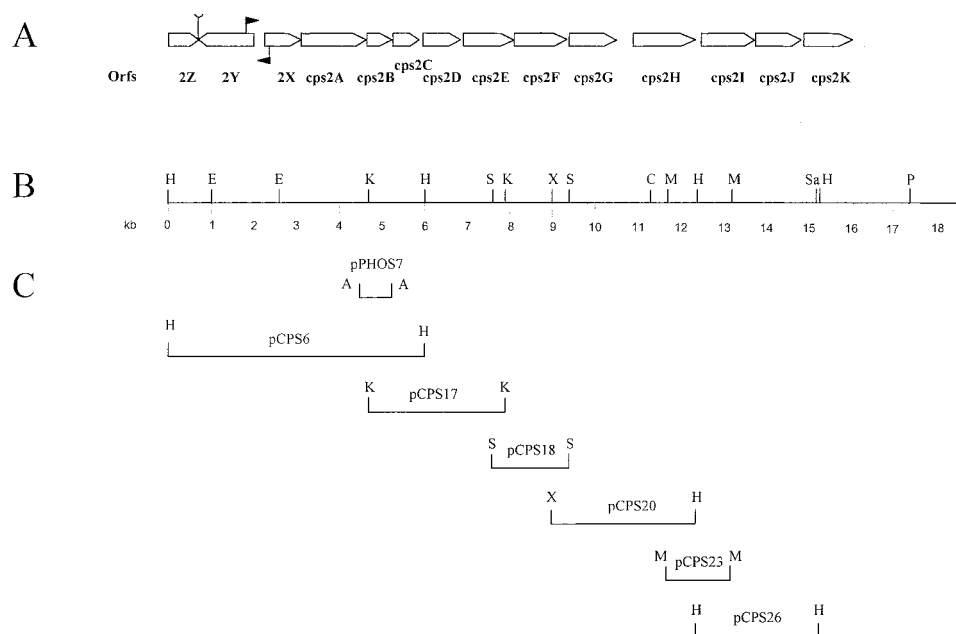 A
cps2C
Orfs 2Z 2Y 2X cps2A cps2B cps2D cps2E cps2F cps2G cps2H cps2I cps2J cps2K
B
H E E K H S K X S C M H M Sa H P
kb 0 1 2 3 4 5 6 7 8 9 10 11 12 13 14 15 16 17 18
C
pPHOS7
A A
H pCPS6 H
K pCPS17 K
S pCPS18 S
X pCPS20 H
M pCPS23 M
H pCPS26 H